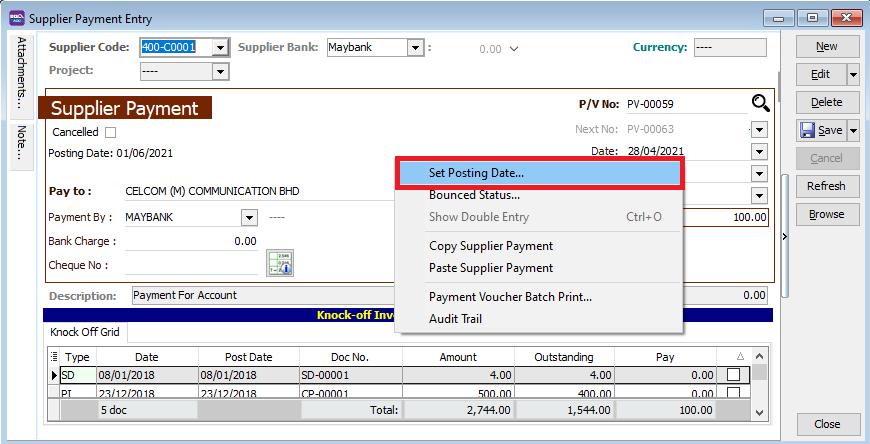 Supplier Payment Entry
Attachments...
Note...
Supplier Code: 400-C0001 Supplier Bank: Maybank : 0.00 Currency: ----
Project: ----
Supplier Payment
Cancelled
Posting Date: 01/06/2021
P/V No: PV-00059
Next No: PV-00063
Date: 28/04/2021
Pay to : CELCOM (M) COMMUNICATION BHD
Payment By : MAYBANK ----
100.00
Bank Charge : 0.00
Cheque No :
Description: Payment For Account 0.00
Set Posting Date...
Bounced Status...
Show Double Entry Ctrl+O
Copy Supplier Payment
Paste Supplier Payment
Payment Voucher Batch Print...
Audit Trail
Knock-off Inv
Knock Off Grid
Type Date Post Date Doc No. Amount Outstanding Pay
SD 08/01/2018 08/01/2018 SD-00001 4.00 4.00 0.00
PI 23/12/2018 23/12/2018 CP-00001 500.00 400.00 0.00
5 doc Total: 2,744.00 1,544.00 100.00
New
Edit
Delete
Save
Cancel
Refresh
Browse
Close